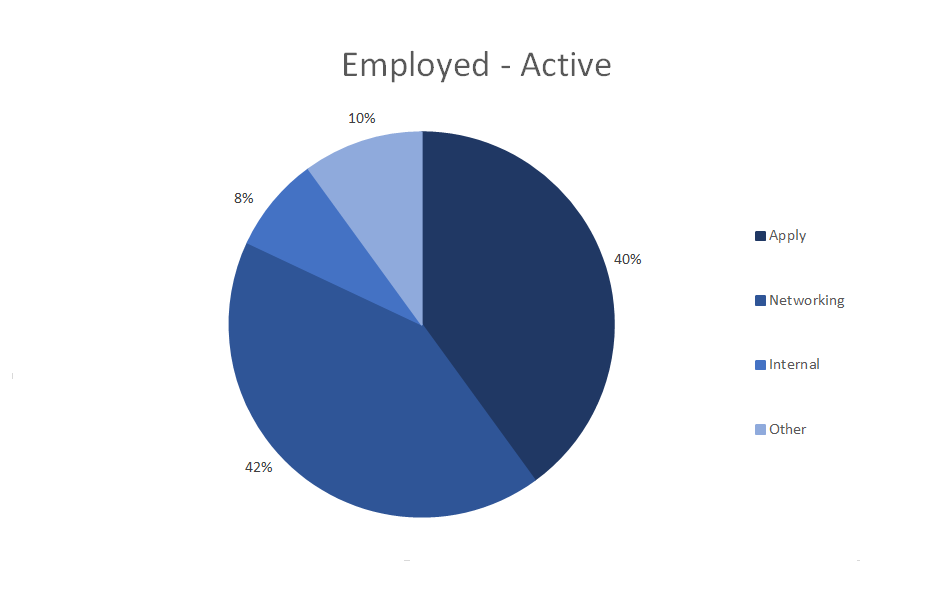 Employed - Active
10%
8%
40%
42%
Apply
Networking
Internal
Other